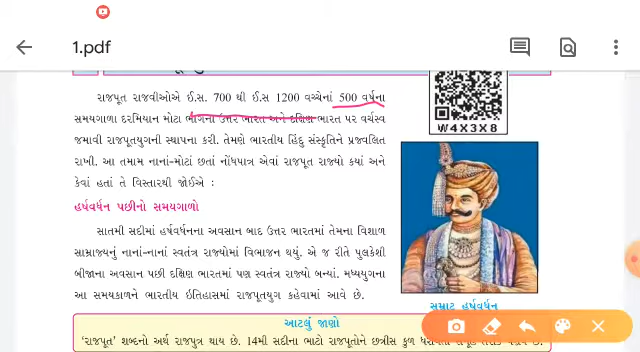 1.pdf
W4X3X8
રાજપૂત રાજવીઓએ ઈ.સ. 700 થી ઈ.સ 1200 વચ્ચેનાં 500 વર્ષના
સમયગાળા દરમિયાન મોટા ભાગના ઉત્તર ભારત અને દક્ષિણ ભારત પર વર્ચસ્વ
જમાવી રાજપૂતયુગની સ્થાપના કરી. તેમણે ભારતીય હિંદુ સંસ્કૃતિને પ્રજ્વલિત
રાખી. આ તમામ નાનાં-મોટાં છતાં નોંધપાત્ર એવાં રાજપૂત રાજ્યો કયાં અને
કેવાં હતાં તે વિસ્તારથી જોઈએ :
હર્ષવર્ધન પછીનો સમયગાળો
સાતમી સદીમાં હર્ષવર્ધનના અવસાન બાદ ઉત્તર ભારતમાં તેમના વિશાળ
સામ્રાજ્યનું નાનાં-નાનાં સ્વતંત્ર રાજ્યોમાં વિભાજન થયું. એ જ રીતે પુલકેશી
બીજાના અવસાન પછી દક્ષિણ ભારતમાં પણ સ્વતંત્ર રાજ્યો બન્યાં. મધ્યયુગના
આ સમયકાળને ભારતીય ઇતિહાસમાં રાજપૂતયુગ કહેવામાં આવે છે.
સમ્રાટ હર્ષવર્ધન
આટલું જાણો
'રાજપૂત' શબ્દનો અર્થ રાજપુત્ર થાય છે. 14મી સદીના ભાટો રાજપૂતોને છત્રીસ કુળ